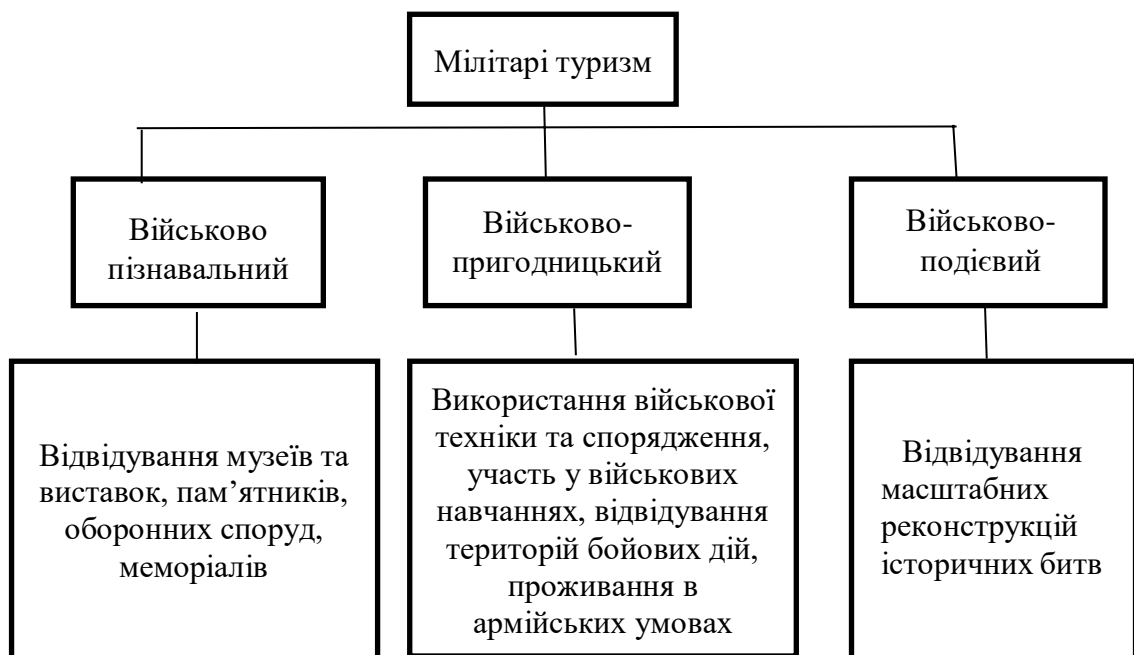 Мілітарі туризм
Військово
пізнавальний
Військово-
пригодницький
Військово-
подієвий
Відвідування музеїв та
виставок, пам’ятників,
оборонних споруд,
меморіалів
Використання військової
техніки та спорядження,
участь у військових
навчаннях, відвідування
територій бойових дій,
проживання в
армійських умовах
Відвідування
масштабних
реконструкцій
історичних битв